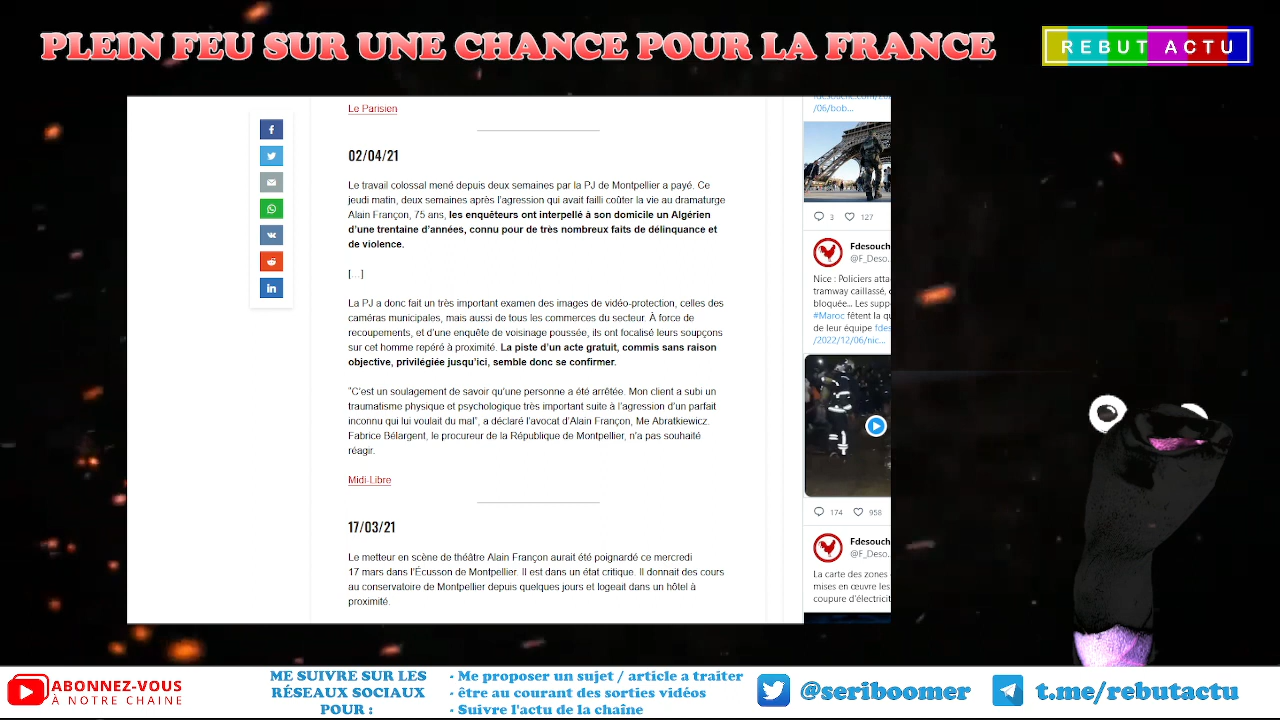 PLEIN FEU SUR UNE CHANCE POUR LA FRANCE
REBUT ACTU
Le Parisien
02/04/21
Le travail colossal mené depuis deux semaines par la PJ de Montpellier a payé. Ce
jeudi matin, deux semaines après l'agression qui avait failli coûter la vie au dramaturge
Alain Françon, 75 ans, les enquêteurs ont interpellé à son domicile un Algérien
d'une trentaine d'années, connu pour de très nombreux faits de délinquance et
de violence.
[…]
La PJ a donc fait un très important examen des images de vidéo-protection, celles des
caméras municipales, mais aussi de tous les commerces du secteur. À force de
recoupements, et d'une enquête de voisinage poussée, ils ont focalisé leurs soupçons
sur cet homme repéré à proximité. La piste d'un acte gratuit, commis sans raison
objective, privilégiée jusqu'ici, semble donc se confirmer.
"C'est un soulagement de savoir qu'une personne a été arrêtée. Mon client a subi un
traumatisme physique et psychologique très important suite à l'agression d'un parfait
inconnu qui lui voulait du mal", a déclaré l'avocat d'Alain Françon, Me Abratkiewicz.
Fabrice Bélargent, le procureur de la République de Montpellier, n'a pas souhaité
réagir.
Midi-Libre
17/03/21
Le metteur en scène de théâtre Alain Françon aurait été poignardé ce mercredi
17 mars dans l'Écusson de Montpellier. Il est dans un état critique. Il donnait des cours
au conservatoire de Montpellier depuis quelques jours et logeait dans un hôtel à
proximité.
/06/bob...
3 127
Fdesouch
@F_Deso..
Nice : Policiers atta
tramway caillassé,
bloquée... Les supp
#Maroc fêtent la qu
de leur équipe fdes
/2022/12/06/nic...
174 958
Fdesouch
@F_Deso..
La carte des zones
mises en œuvre les
coupure d'électricit
ABONNEZ-VOUS
À NOTRE CHAINE
ME SUIVRE SUR LES
RÉSEAUX SOCIAUX
POUR :
- Me proposer un sujet / article a traiter
- être au courant des sorties vidéos
- Suivre l'actu de la chaîne
@seriboomer
t.me/rebutactu